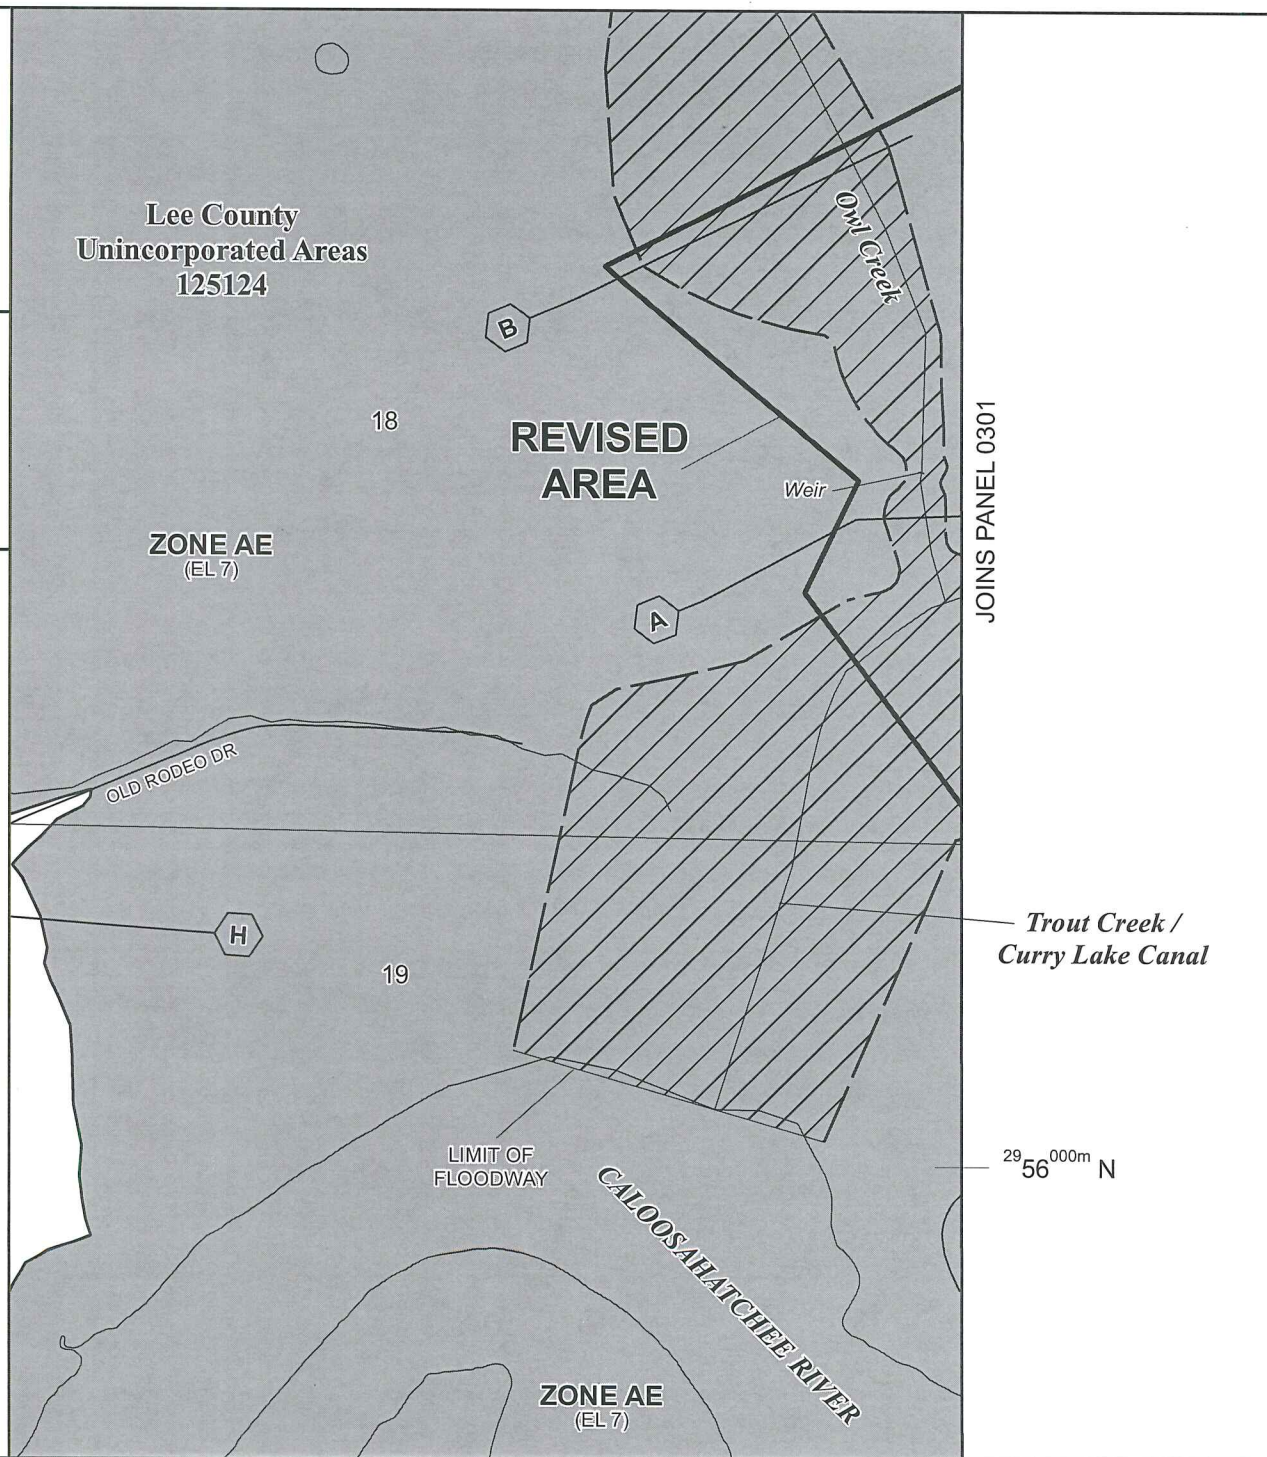 Lee County
Unincorporated Areas
125124
Owl Creek
B
18
REVISED
AREA
Weir
JOINS PANEL 0301
ZONE AE
(EL 7)
A
OLD RODEO DR
H
19
Trout Creek /
Curry Lake Canal
LIMIT OF
FLOODWAY
2956000m N
CALOOSAHATCHEE RIVER
ZONE AE
(EL 7)